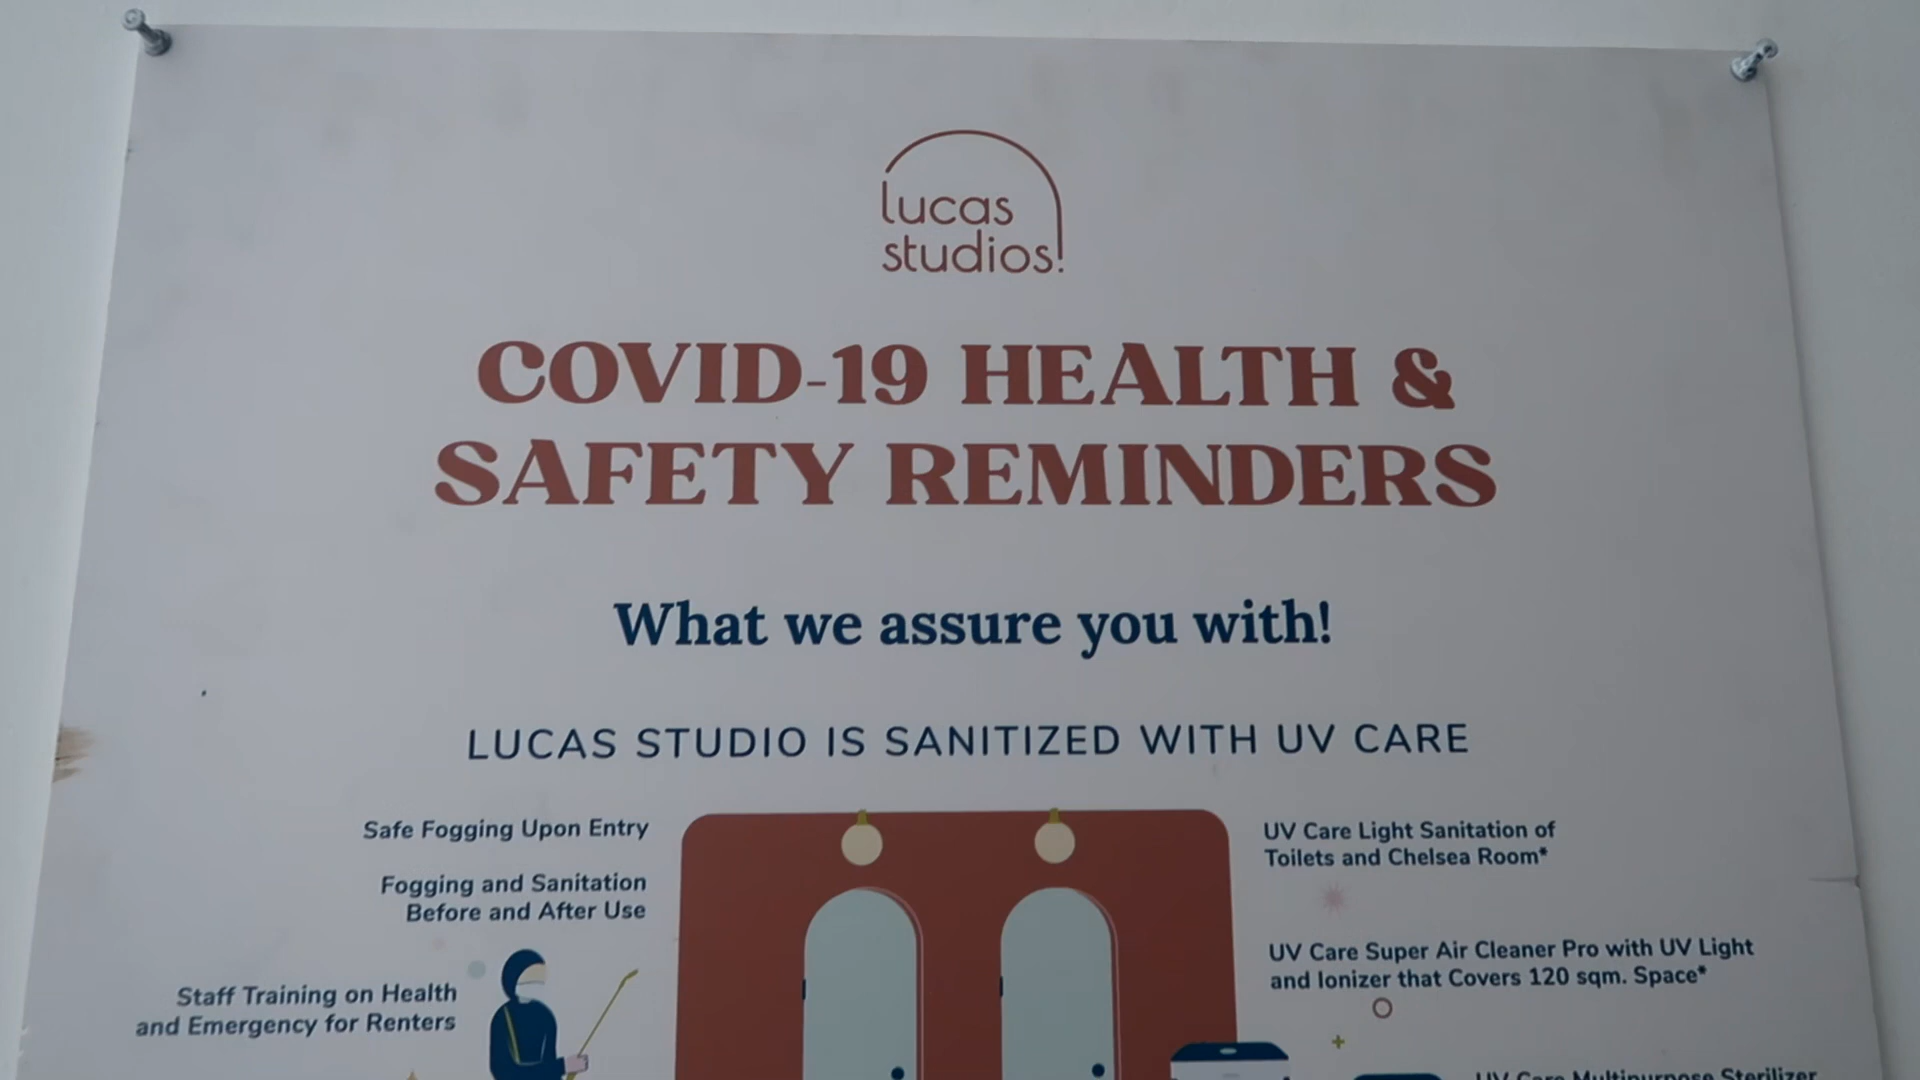 lucas
studios!
COVID-19 HEALTH &
SAFETY REMINDERS
What we assure you with!
LUCAS STUDIO IS SANITIZED WITH UV CARE
Safe Fogging Upon Entry
Fogging and Sanitation
Before and After Use
Staff Training on Health
and Emergency for Renters
UV Care Light Sanitation of
Toilets and Chelsea Room*
UV Care Super Air Cleaner Pro with UV Light
and Ionizer that Covers 120 sqm. Space*
UV Care Multipurpose Sterilizer